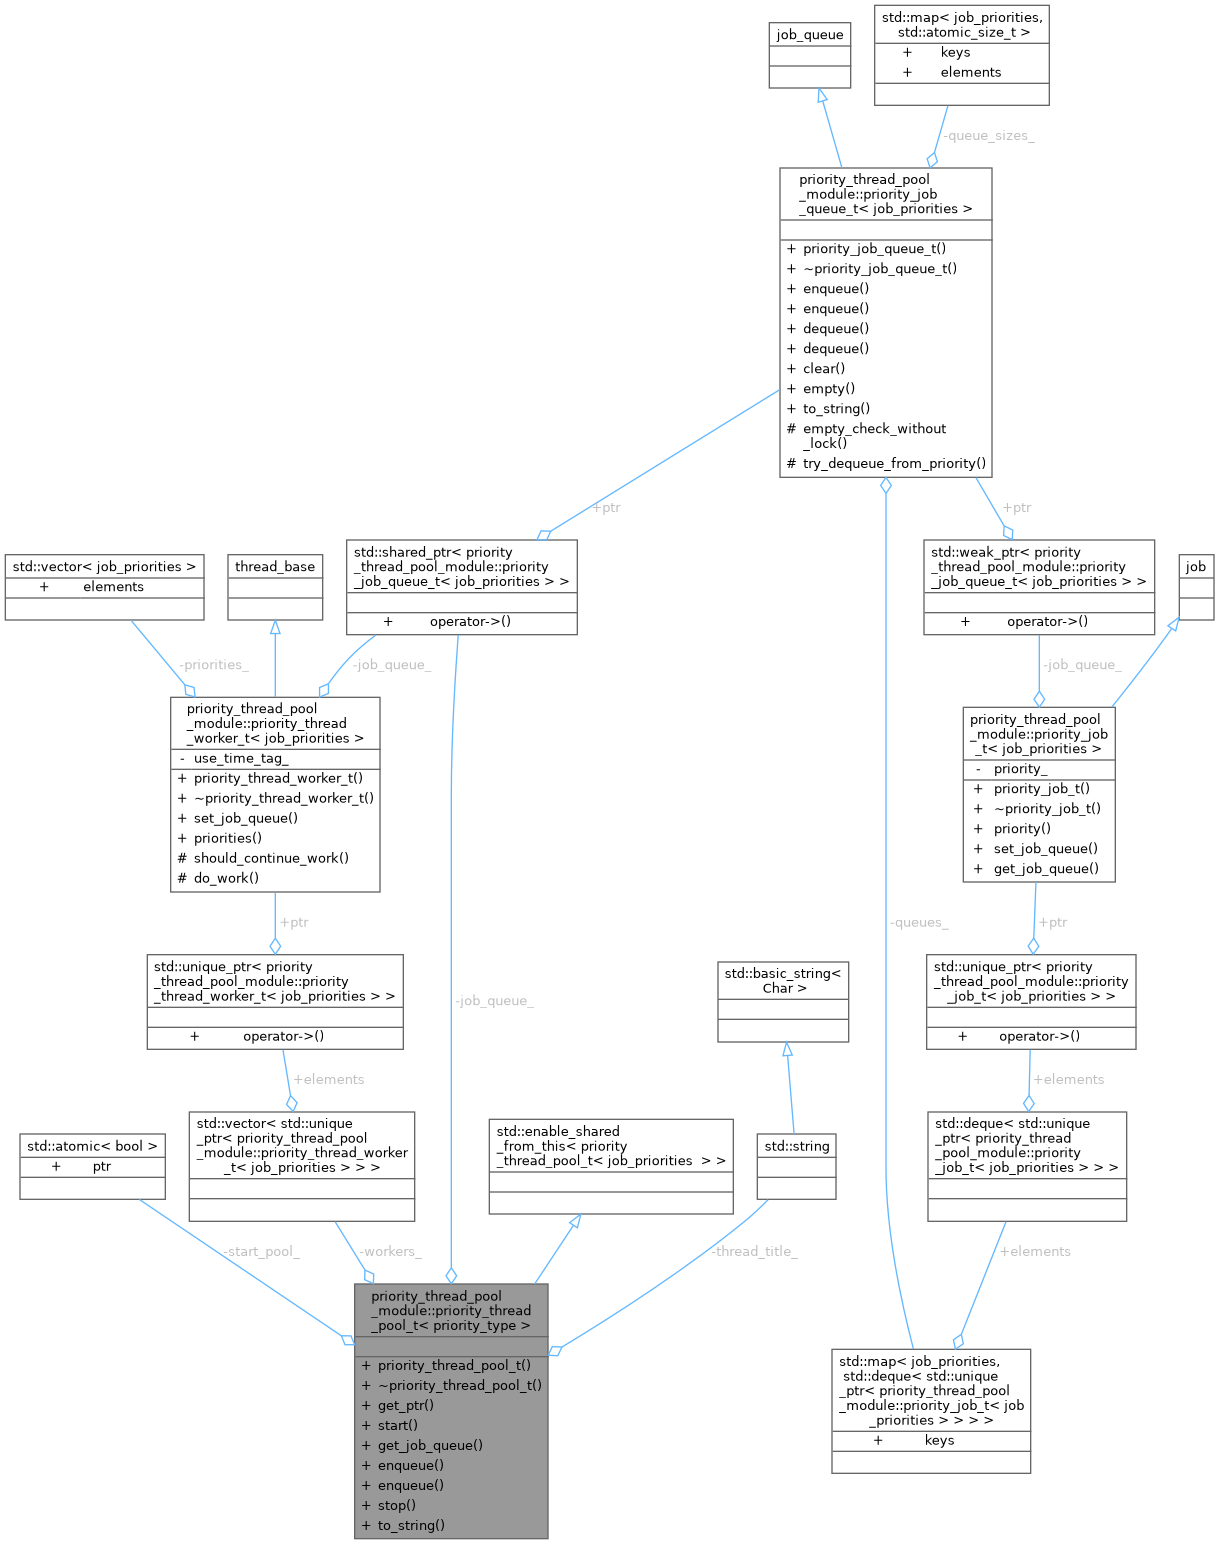 job_queue
std::map< job_priorities,
std::atomic_size_t >
+ keys
+ elements
-queue_sizes_
priority_thread_pool
_module::priority_job
_queue_t< job_priorities >
+ priority_job_queue_t()
+ ~priority_job_queue_t()
+ enqueue()
+ enqueue()
+ dequeue()
+ dequeue()
+ clear()
+ empty()
+ to_string()
# empty_check_without
_lock()
# try_dequeue_from_priority()
+ptr
+ptr
std::vector< job_priorities >
+ elements
thread_base
std::shared_ptr< priority
_thread_pool_module::priority
_job_queue_t< job_priorities > >
+ operator->()
std::weak_ptr< priority
_thread_pool_module::priority
_job_queue_t< job_priorities > >
+ operator->()
job
-priorities_
-job_queue_
-job_queue_
priority_thread_pool
_module::priority_thread
_worker_t< job_priorities >
- use_time_tag_
+ priority_thread_worker_t()
+ ~priority_thread_worker_t()
+ set_job_queue()
+ priorities()
# should_continue_work()
# do_work()
priority_thread_pool
_module::priority_job
_t< job_priorities >
- priority_
+ priority_job_t()
+ ~priority_job_t()
+ priority()
+ set_job_queue()
+ get_job_queue()
+ptr
-queues_
+ptr
std::unique_ptr< priority
_thread_pool_module::priority
_thread_worker_t< job_priorities > >
+ operator->()
-job_queue_
std::basic_string<
Char >
std::unique_ptr< priority
_thread_pool_module::priority
_job_t< job_priorities > >
+ operator->()
+elements
+elements
std::atomic< bool >
+ ptr
std::vector< std::unique
_ptr< priority_thread_pool
_module::priority_thread_worker
_t< job_priorities > > >
std::enable_shared
_from_this< priority
_thread_pool_t< job_priorities > >
std::string
std::deque< std::unique
_ptr< priority_thread
_pool_module::priority
_job_t< job_priorities > > >
-start_pool_
-workers_
-thread_title_
+elements
priority_thread_pool
_module::priority_thread
_pool_t< priority_type >
+ priority_thread_pool_t()
+ ~priority_thread_pool_t()
+ get_ptr()
+ start()
+ get_job_queue()
+ enqueue()
+ enqueue()
+ stop()
+ to_string()
std::map< job_priorities,
std::deque< std::unique
_ptr< priority_thread_pool
_module::priority_job_t< job
_priorities > > > >
+ keys